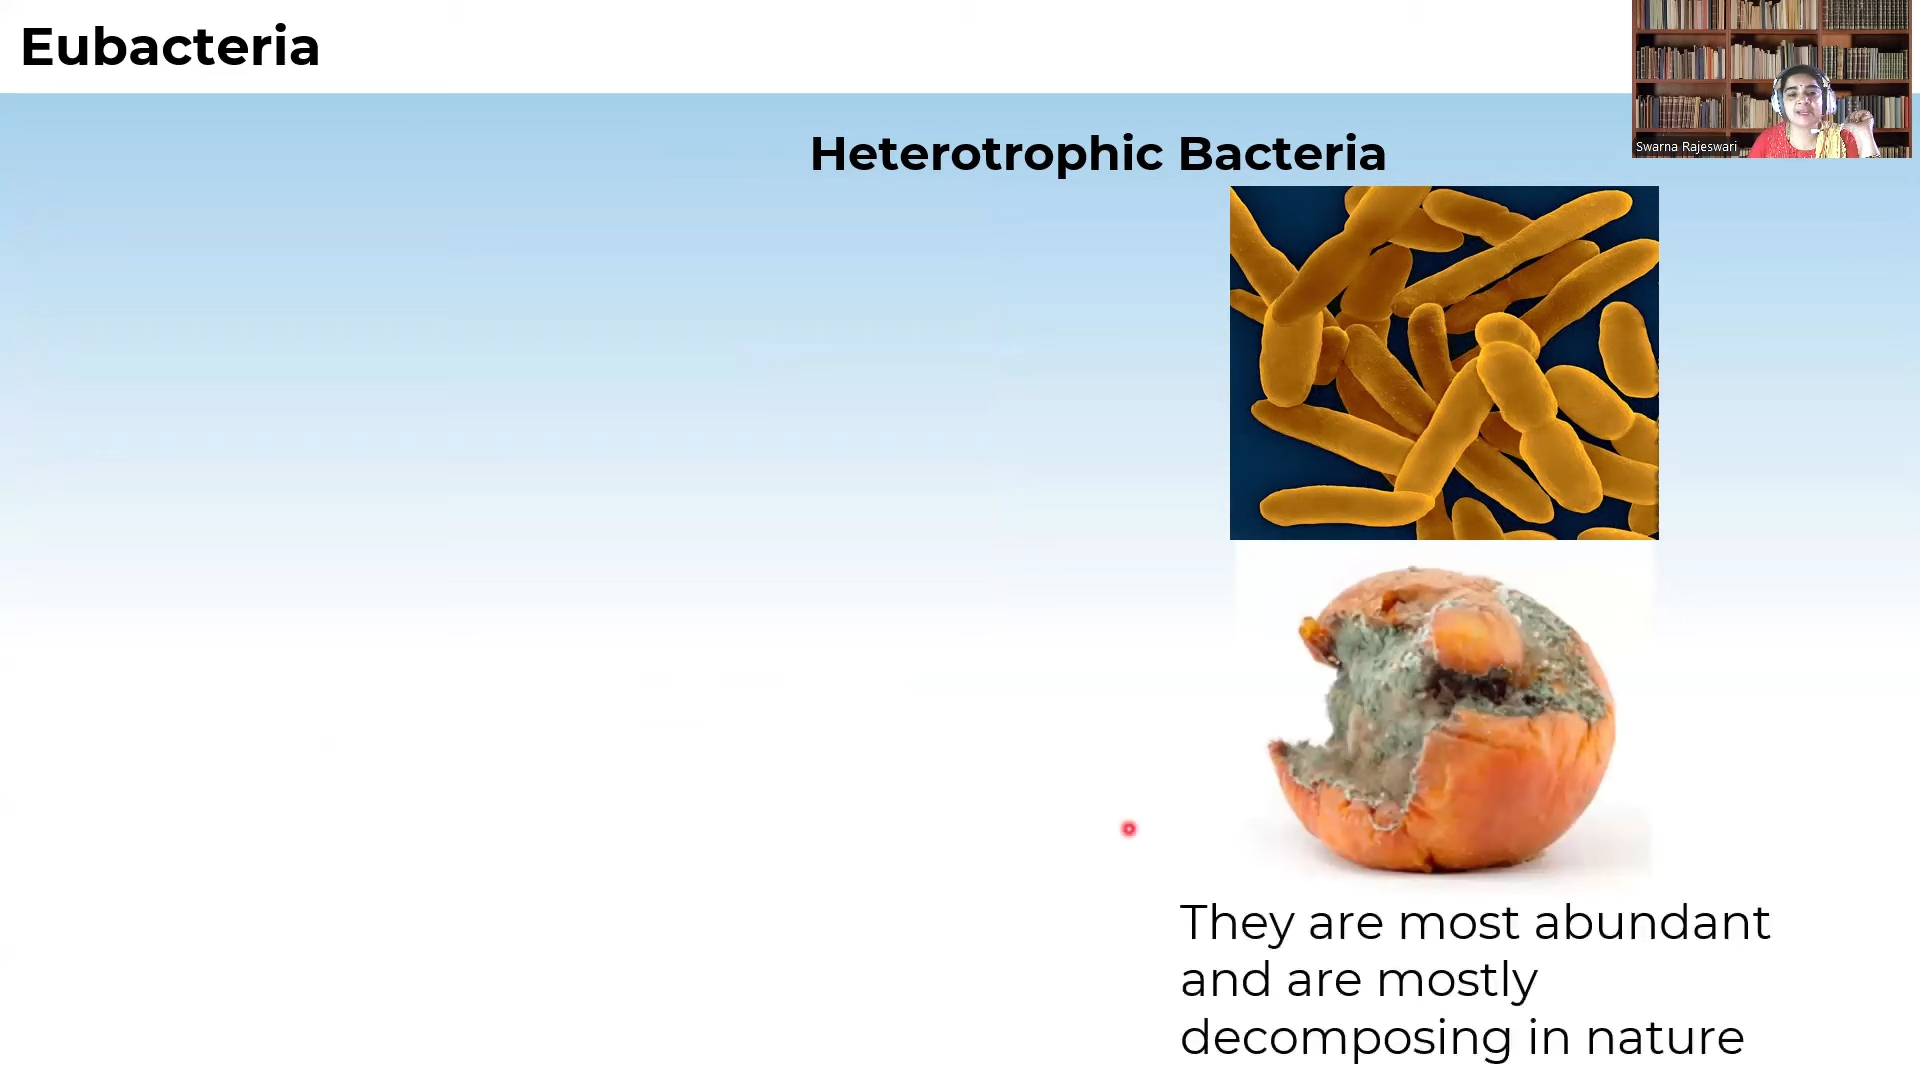 Eubacteria
Heterotrophic Bacteria
Swarna Rajeswari
They are most abundant
and are mostly
decomposing in nature